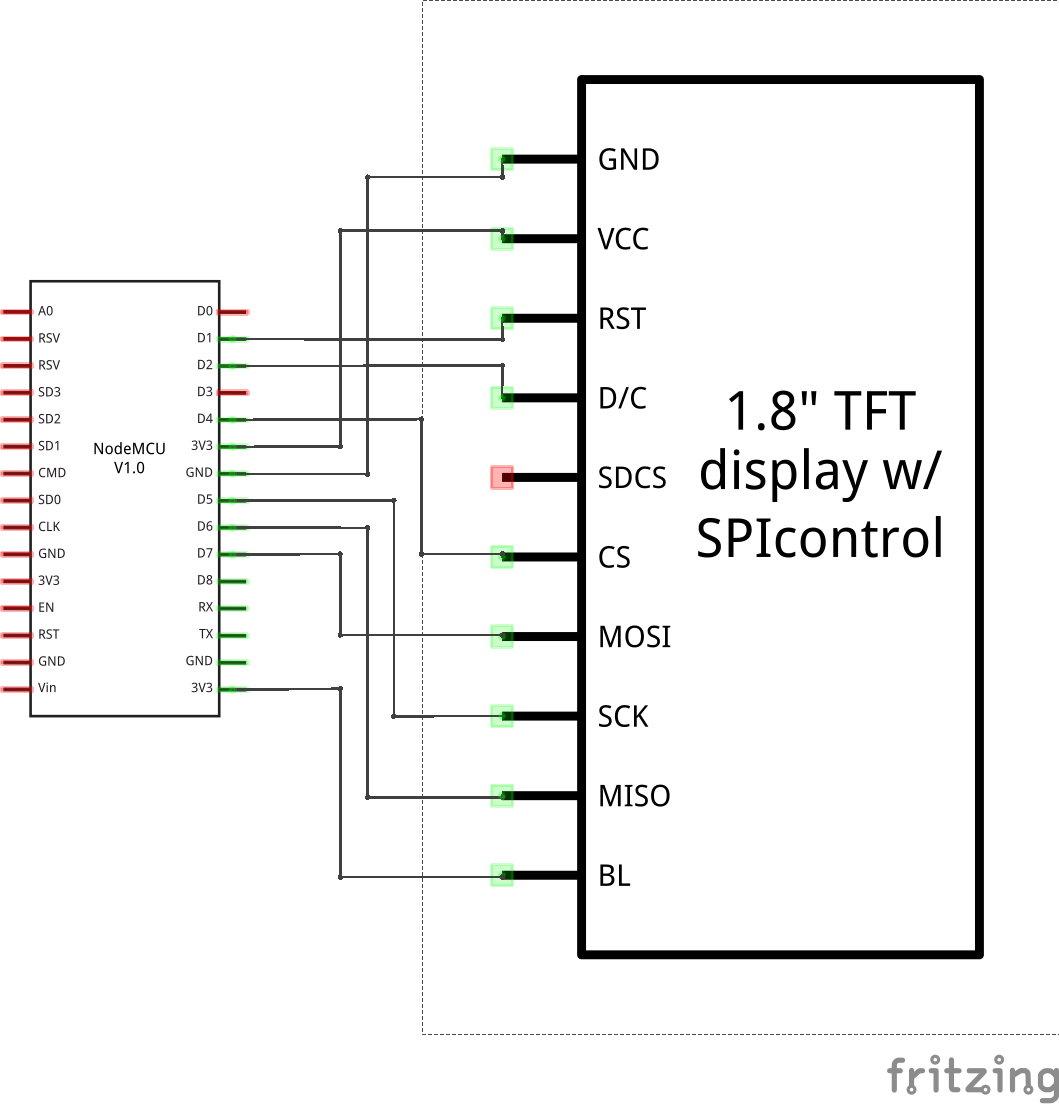 A0
RSV
RSV
SD3
SD2
SD1
CMD
SD0
CLK
GND
3V3
EN
RST
GND
Vin
NodeMCU
V1.0
D0
D1
D2
D3
D4
3V3
GND
D5
D6
D7
D8
RX
TX
GND
3V3
GND
VCC
RST
D/C
SDCS
CS
MOSI
SCK
MISO
BL
1.8" TFT
display w/
SPIcontrol
fritzing